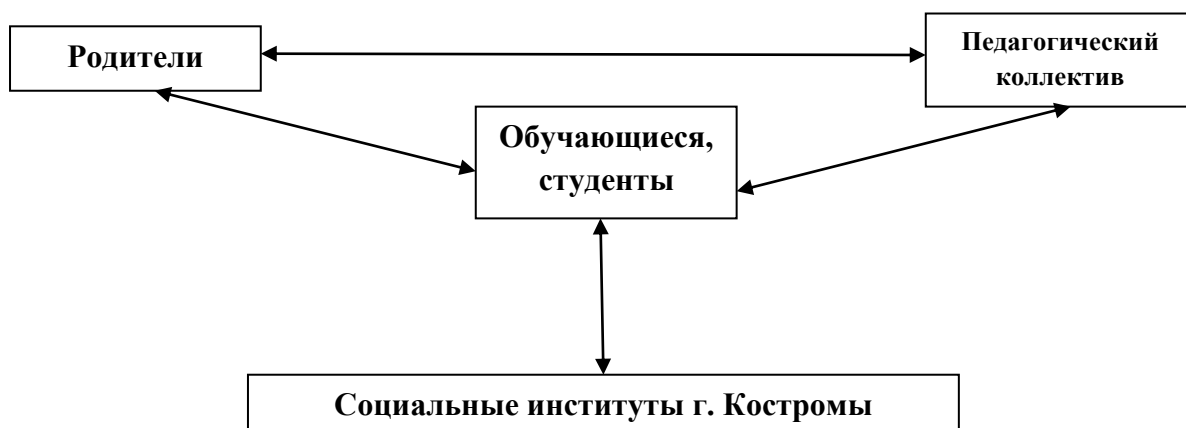 Родители
Педагогический
коллектив
Обучающиеся,
студенты
Социальные институты г. Костромы